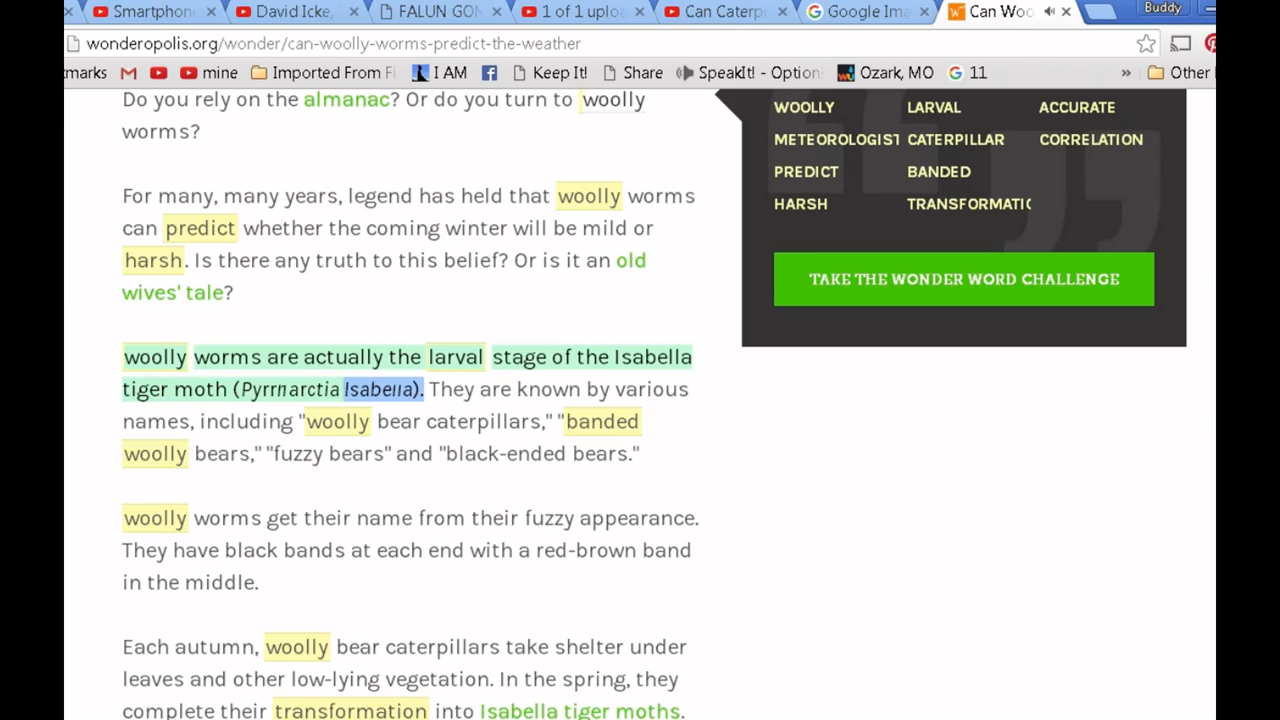 Smartphon
David Icke,
FALUN GON
1 of 1 uploa
Can Caterp
Google Ima
Can Woo
Buddy
wonderopolis.org/wonder/can-woolly-worms-predict-the-weather
kmarks
mine
Imported From Fi
I AM
Keep It!
Share
SpeakIt! - Option
Ozark, MO
11
»
Other
Do you rely on the almanac? Or do you turn to woolly
worms?
For many, many years, legend has held that woolly worms
can predict whether the coming winter will be mild or
harsh. Is there any truth to this belief? Or is it an old
wives' tale?
woolly worms are actually the larval stage of the Isabella
tiger moth (Pyrrharctia Isabella). They are known by various
names, including "woolly bear caterpillars," "banded
woolly bears," "fuzzy bears" and "black-ended bears."
woolly worms get their name from their fuzzy appearance.
They have black bands at each end with a red-brown band
in the middle.
Each autumn, woolly bear caterpillars take shelter under
leaves and other low-lying vegetation. In the spring, they
complete their transformation into Isabella tiger moths.
WOOLLY LARVAL ACCURATE
METEOROLOGIST CATERPILLAR CORRELATION
PREDICT BANDED
HARSH TRANSFORMATIO
TAKE THE WONDER WORD CHALLENGE